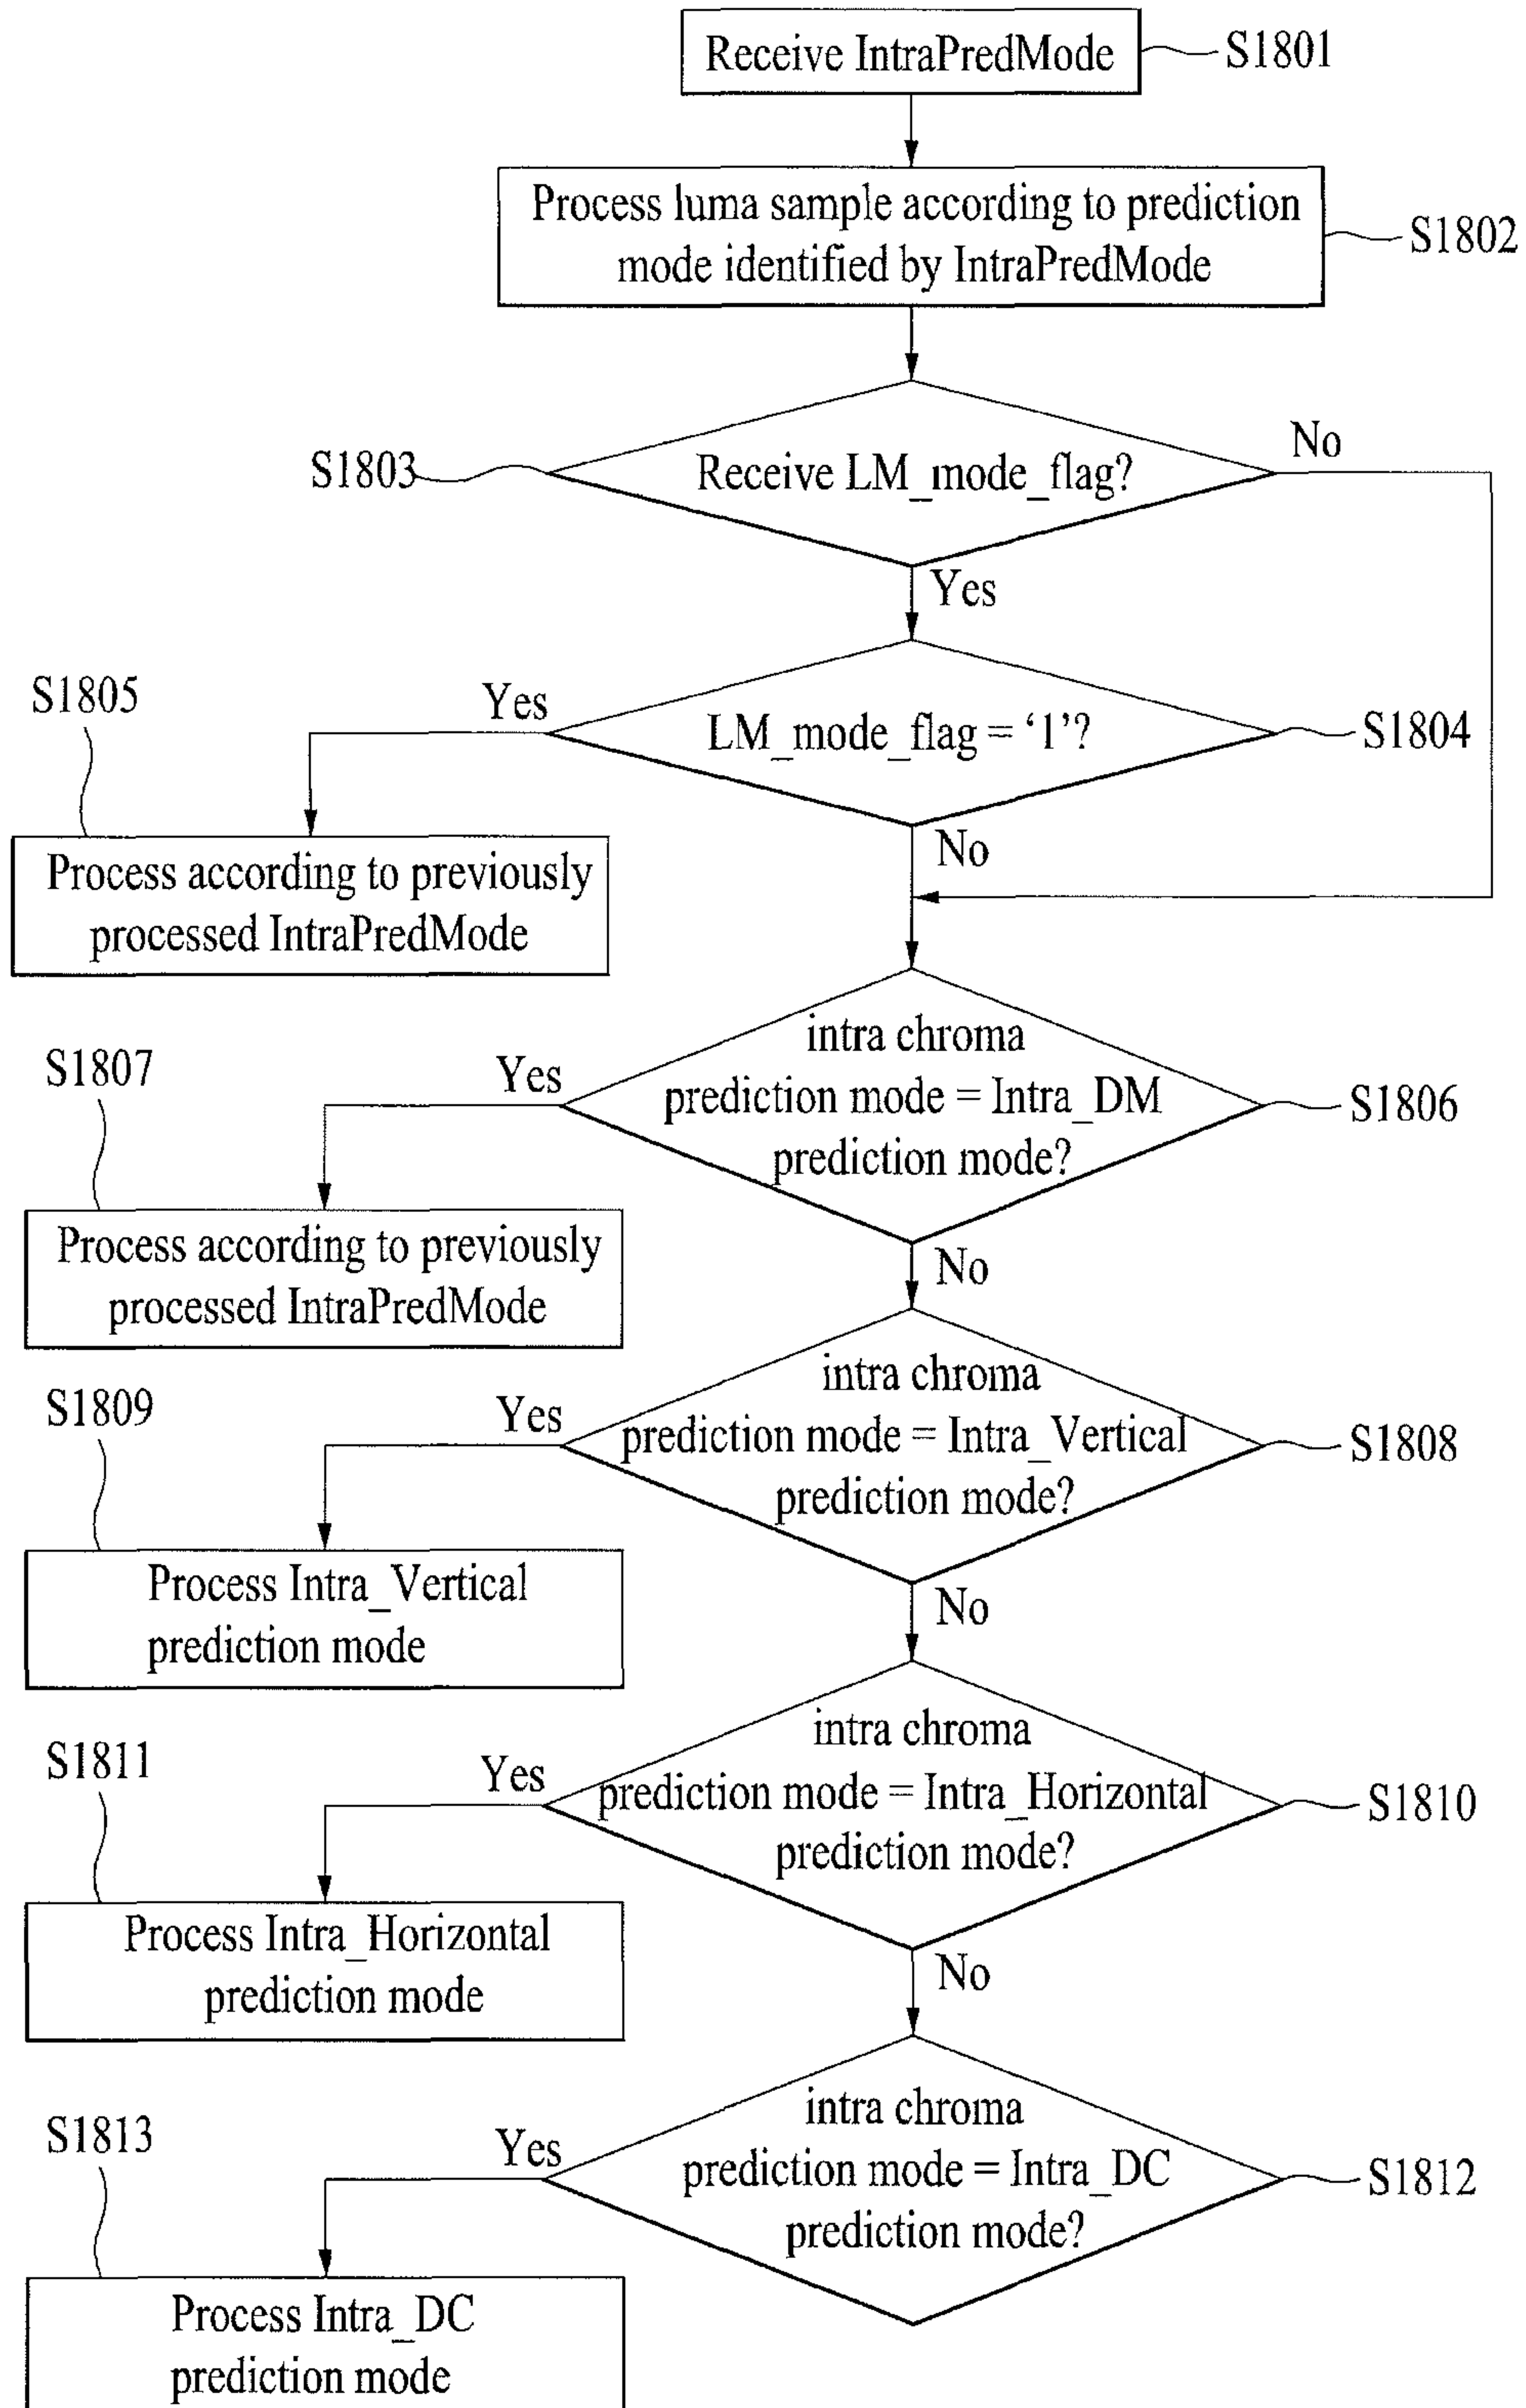 Receive IntraPredMode
S1801
Process luma sample according to prediction
mode identified by IntraPredMode
S1802
S1803
Receive LM_mode_flag?
No
Yes
S1805
Yes
LM_mode_flag = ‘1’?
S1804
No
Process according to previously
processed IntraPredMode
S1807
Yes
intra chroma
prediction mode = Intra_DM
prediction mode?
S1806
Process according to previously
processed IntraPredMode
No
S1809
Yes
intra chroma
prediction mode = Intra_Vertical
prediction mode?
S1808
Process Intra_Vertical
prediction mode
No
S1811
Yes
intra chroma
prediction mode = Intra_Horizontal
prediction mode?
S1810
Process Intra_Horizontal
prediction mode
No
S1813
Yes
intra chroma
prediction mode = Intra_DC
prediction mode?
S1812
Process Intra_DC
prediction mode